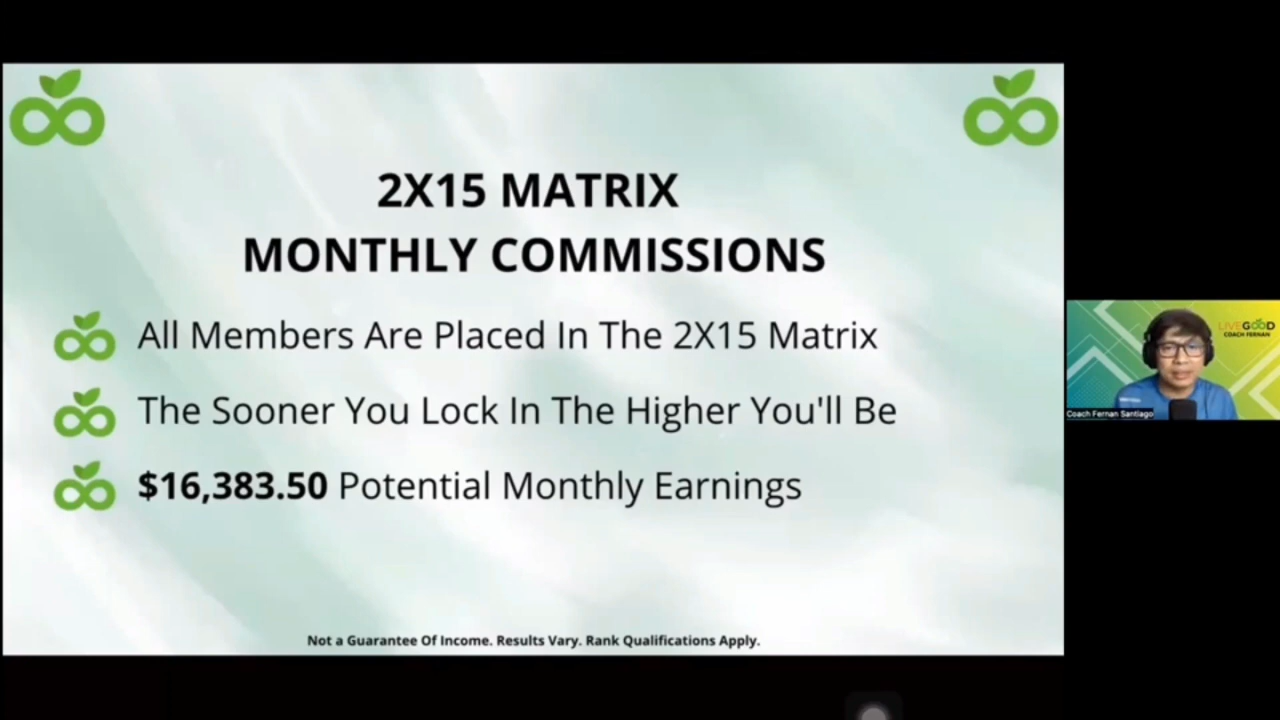 2X15 MATRIX
MONTHLY COMMISSIONS
All Members Are Placed In The 2X15 Matrix
The Sooner You Lock In The Higher You'll Be
$16,383.50 Potential Monthly Earnings
Not a Guarantee Of Income. Results Vary. Rank Qualifications Apply.
LIVEGOOD
COACH FERNAN
Coach Fernan Santiago